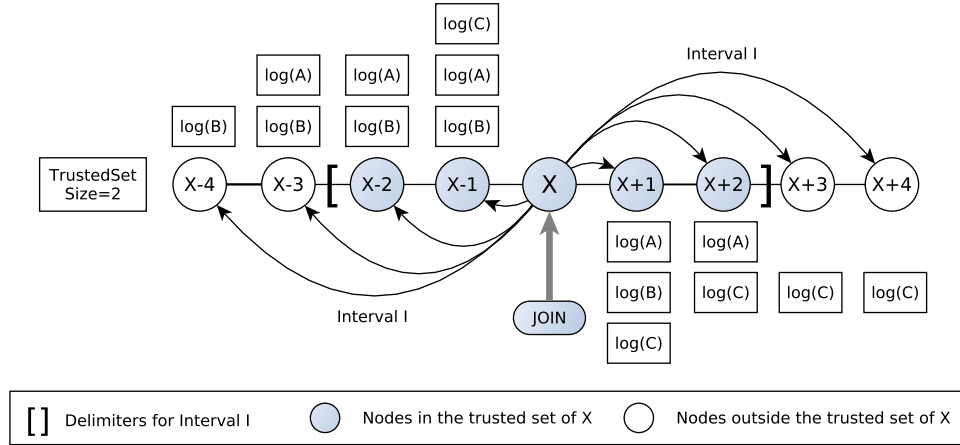 log(C)
Interval I
log(A)
log(A)
log(A)
log(B)
log(B)
log(B)
log(B)
TrustedSet
Size=2
X-4
X-3
[
X-2
X-1
X
X+1
X+2
]
X+3
X+4
log(A)
log(A)
log(B)
log(C)
log(C)
log(C)
Interval I
JOIN
log(C)
[ ] Delimiters for Interval I
Nodes in the trusted set of X
Nodes outside the trusted set of X